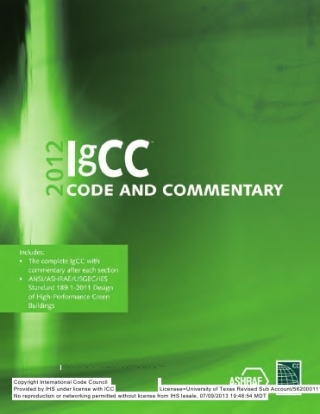 2012
IgCC™
CODE AND COMMENTARY
Includes:
• The complete IgCC with
commentary after each section
• ANSI/ASHRAE/USGBC/IES
Standard 189.1-2011 Design
of High-Performance Green
Buildings
ASHRAE
ICC
Copyright International Code Council
Provided by IHS under license with ICC
Licensee=University of Texas Revised Sub Account/5620001114
No reproduction or networking permitted without license from IHS
Not for Resale, 07/09/2013 19:48:54 MDT